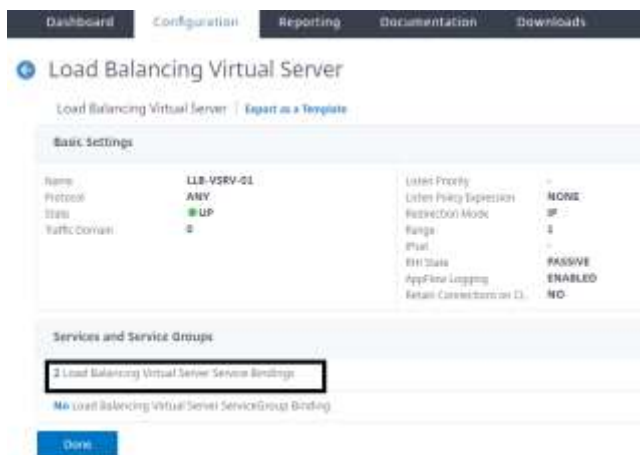 Dashboard Configuration Reporting Documentation Downloads
Load Balancing Virtual Server
Load Balancing Virtual Server | Export as a Template
Basic Settings
Name LLB-VSRV-01
Protocol ANY
State UP
Traffic Domain 0
Listen Priority -
Listen Policy Expression NONE
Redirection Mode IP
Range 1
IPset -
RHI State PASSIVE
AppFlow Logging ENABLED
Retain Connections on Cl.. NO
Services and Service Groups
2 Load Balancing Virtual Server Service Bindings
No Load Balancing Virtual Server ServiceGroup Binding
Done